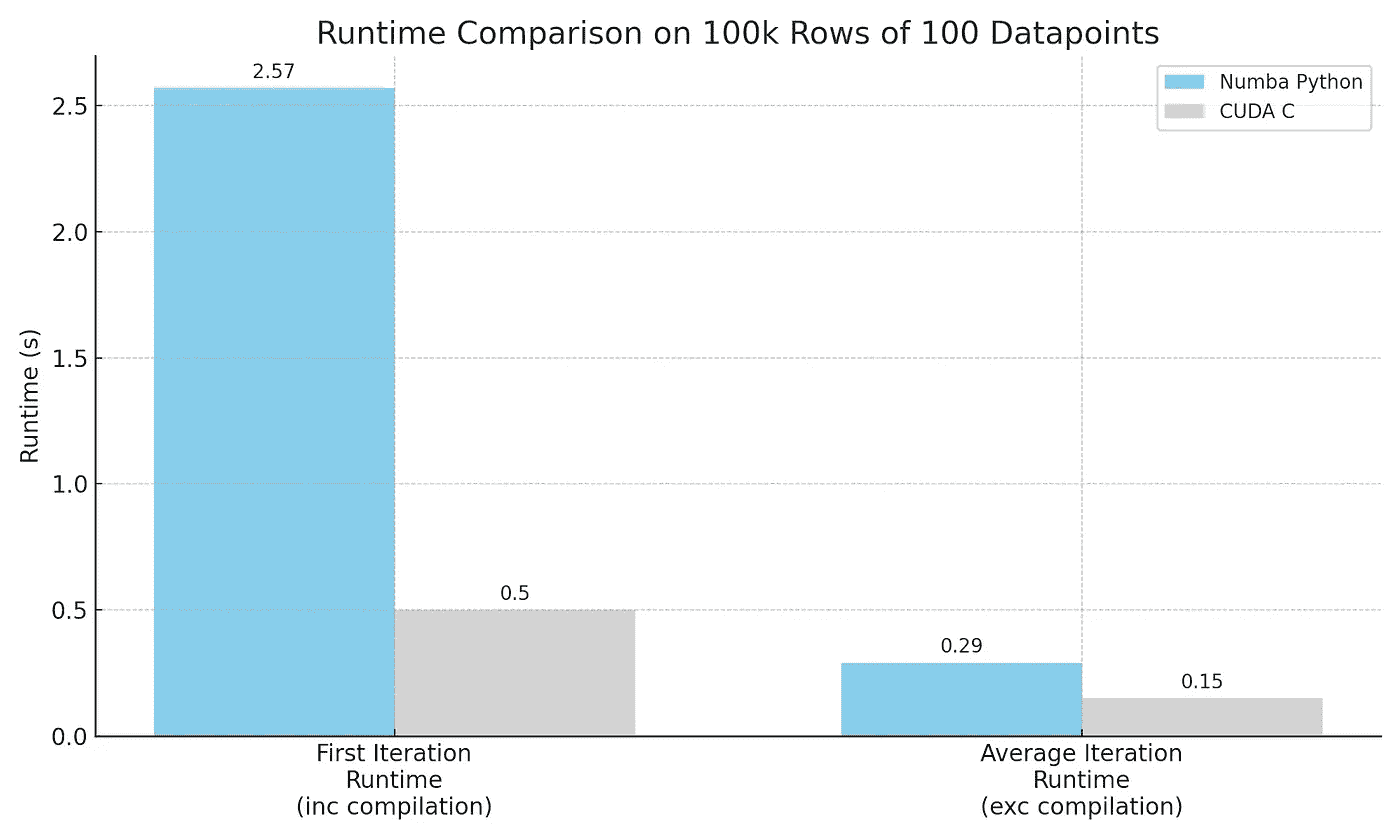 Runtime Comparison on 100k Rows of 100 Datapoints
2.57
Numba Python
CUDA C
2.5
2.0
1.5
1.0
0.5
0.0
Runtime (s)
0.5
0.29
0.15
First Iteration
Runtime
(inc compilation)
Average Iteration
Runtime
(exc compilation)